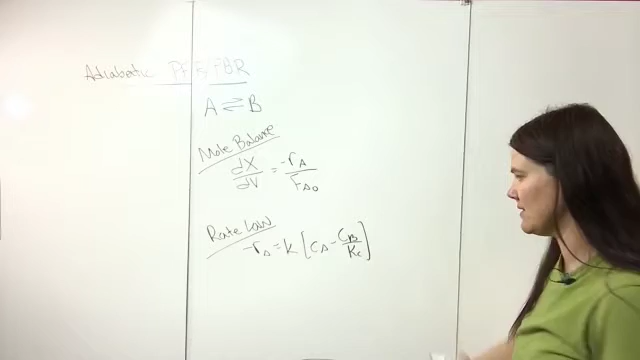 Adiabatic PFR PBR
A ⇌ B
Mole Balance
dX/dV = -rA/FA0
Rate Law
-rA = k [CA - CB/KC]